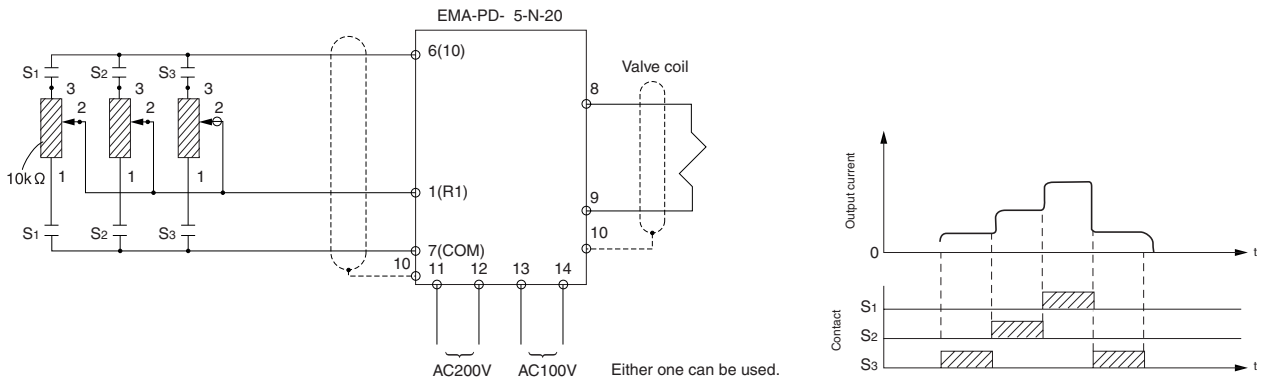 EMA-PD- 5-N-20
6(10)
S1 S2 S3
3 3 3
2 2 2
10kΩ
1 1 1
1(R1)
S1 S2 S3
7(COM)
10
11 12 13 14
AC200V AC100V
Either one can be used.
Valve coil
8
9
10
Output current
0
t
Contact
S1
S2
S3
t